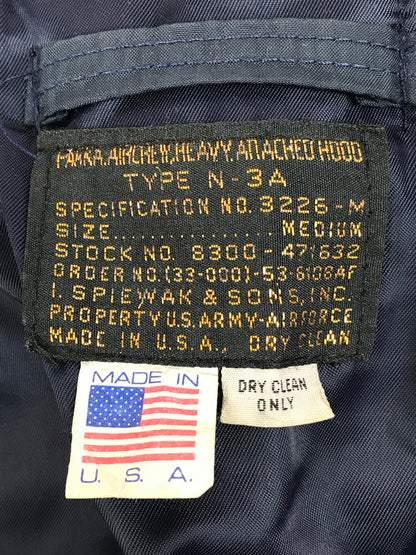 PARKA, AIRCREW, HEAVY, ATTACHED HOOD
TYPE N-3A
SPECIFICATION NO. 3226-M
SIZE.................... MEDIUM
STOCK NO. 8300-471632
ORDER NO.(33-000)-53-6108AF
I. SPIEWAK & SONS, INC.
PROPERTY U.S. ARMY-AIRFORCE
MADE IN U.S.A., DRY CLEAN
MADE IN
U. S. A.
DRY CLEAN
ONLY